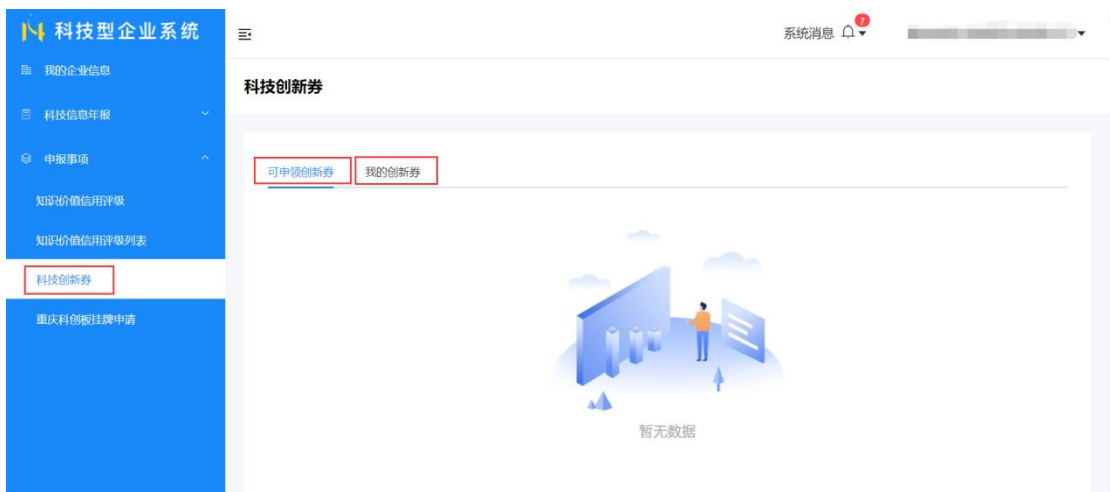 科技型企业系统
系统消息
7
我的企业信息
科技创新券
科技信息年报
申报事项
可申领创新券
我的创新券
知识价值信用评级
知识价值信用评级列表
科技创新券
重庆科创板挂牌申请
暂无数据